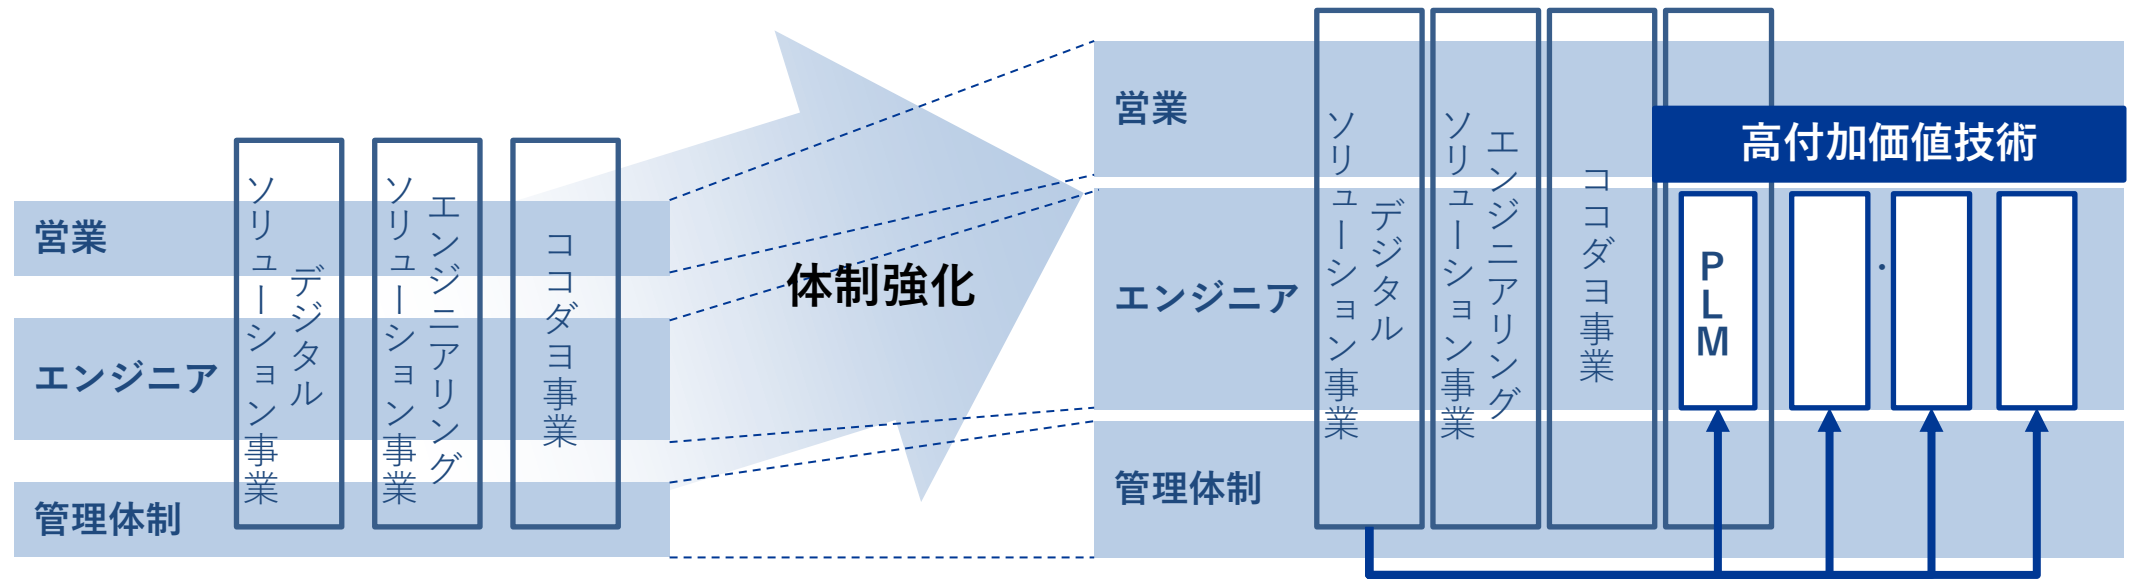 営業
エンジニア
管理体制
デジタル
ソリューション事業
エンジニアリング
ソリューション事業
ココダヨ事業
体制強化
営業
エンジニア
管理体制
デジタル
ソリューション事業
エンジニアリング
ソリューション事業
ココダヨ事業
高付加価値技術
PLM
・